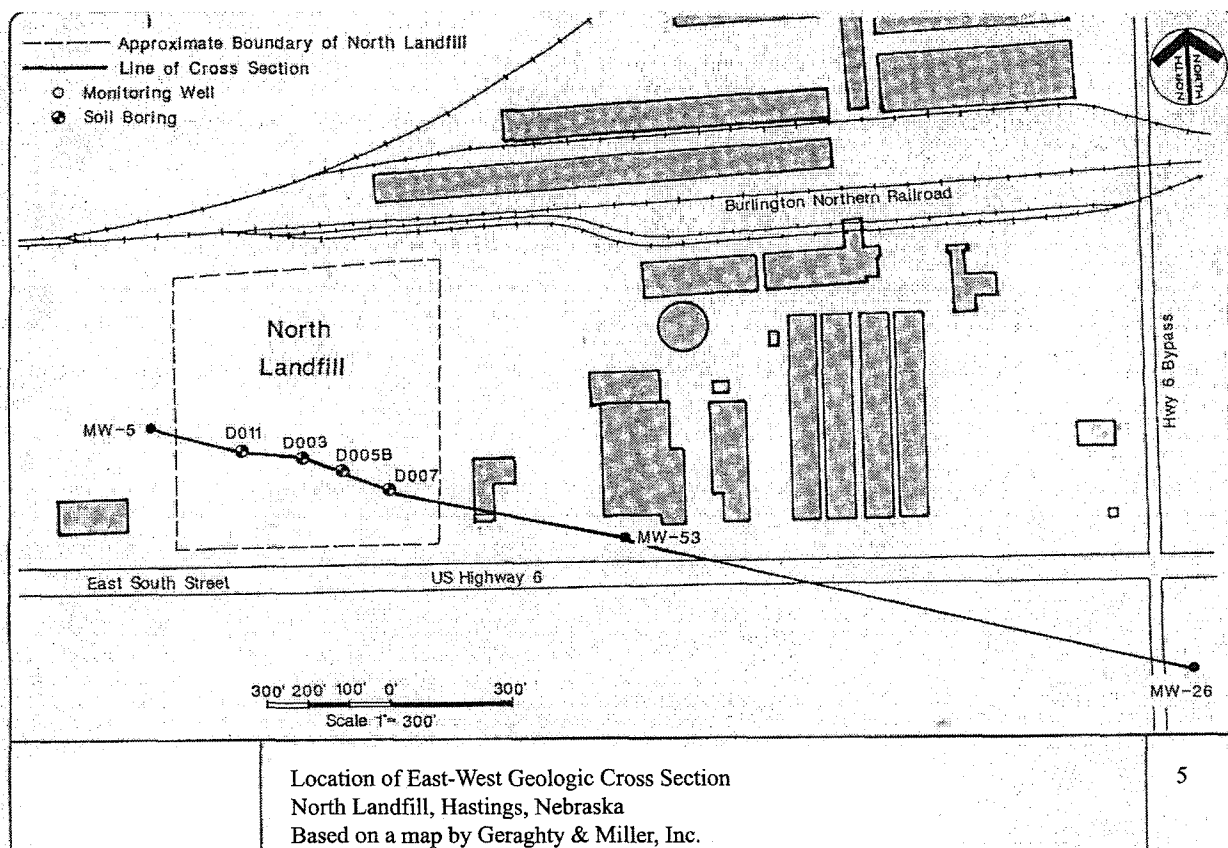 Approximate Boundary of North Landfill
Line of Cross Section
Monitoring Well
Soil Boring
NORTH
NORTH
Burlington Northern Railroad
North
Landfill
Hwy 6 Bypass
MW-5
D011
D003
D005B
D007
MW-53
East South Street
US Highway 6
MW-26
300' 200' 100' 0' 300'
Scale 1"= 300'
Location of East-West Geologic Cross Section
5
North Landfill, Hastings, Nebraska
Based on a map by Geraghty & Miller, Inc.